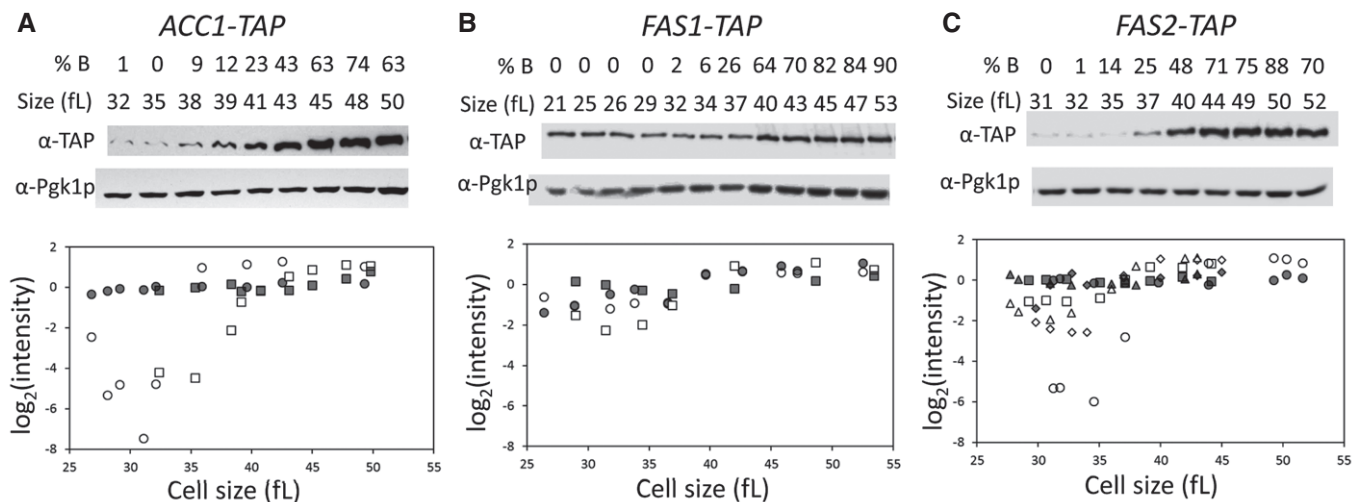 A
ACC1-TAP
% B 1 0 9 12 23 43 63 74 63
Size (fL) 32 35 38 39 41 43 45 48 50
α-TAP
α-Pgk1p
2
0
-2
-4
-6
-8
log2(intensity)
25 30 35 40 45 50 55
Cell size (fL)
B
FAS1-TAP
% B 0 0 0 0 2 6 26 64 70 82 84 90
Size (fL) 21 25 26 29 32 34 37 40 43 45 47 53
α-TAP
α-Pgk1p
2
0
-2
-4
-6
-8
log2(intensity)
25 30 35 40 45 50 55
Cell size (fL)
C
FAS2-TAP
% B 0 1 14 25 48 71 75 88 70
Size (fL) 31 32 35 37 40 44 49 50 52
α-TAP
α-Pgk1p
2
0
-2
-4
-6
-8
log2(intensity)
25 30 35 40 45 50 55
Cell size (fL)